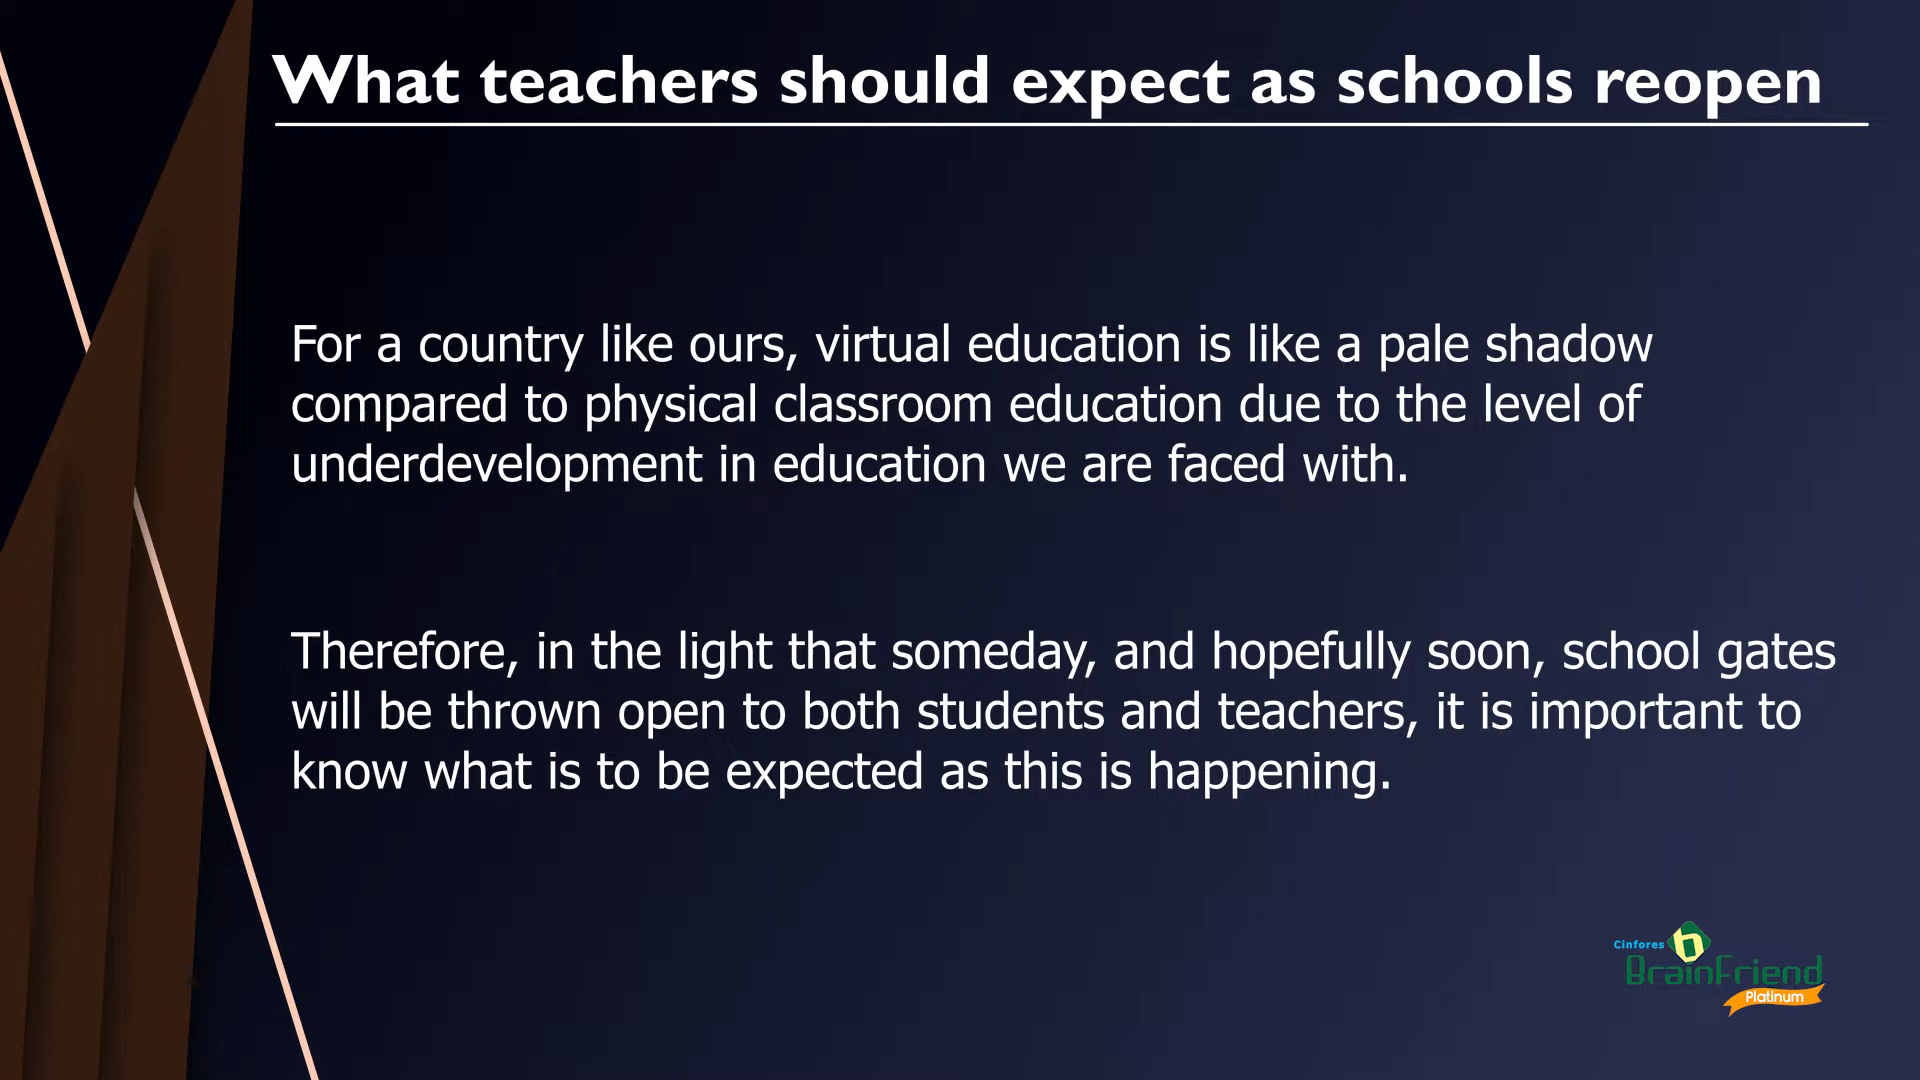 What teachers should expect as schools reopen
For a country like ours, virtual education is like a pale shadow
compared to physical classroom education due to the level of
underdevelopment in education we are faced with.
Therefore, in the light that someday, and hopefully soon, school gates
will be thrown open to both students and teachers, it is important to
know what is to be expected as this is happening.
Cinfores
BrainFriend
Platinum